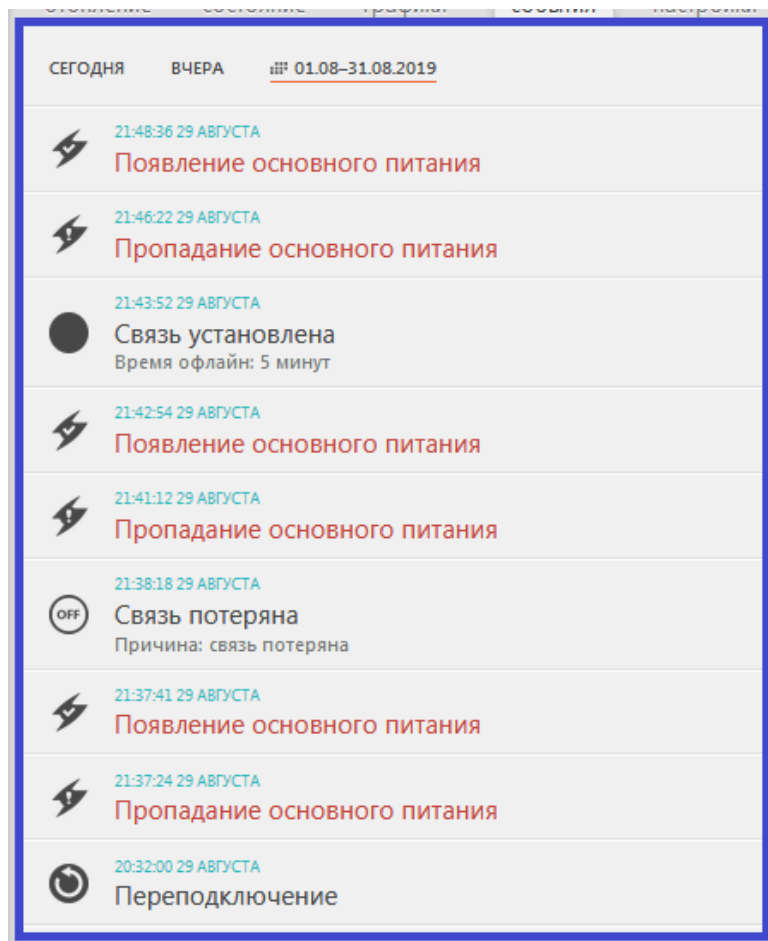 СЕГОДНЯ ВЧЕРА 01.08–31.08.2019
21:48:36 29 АВГУСТА
Появление основного питания
21:46:22 29 АВГУСТА
Пропадание основного питания
21:43:52 29 АВГУСТА
Связь установлена
Время офлайн: 5 минут
21:42:54 29 АВГУСТА
Появление основного питания
21:41:12 29 АВГУСТА
Пропадание основного питания
21:38:18 29 АВГУСТА
OFF Связь потеряна
Причина: связь потеряна
21:37:41 29 АВГУСТА
Появление основного питания
21:37:24 29 АВГУСТА
Пропадание основного питания
20:32:00 29 АВГУСТА
Переподключение